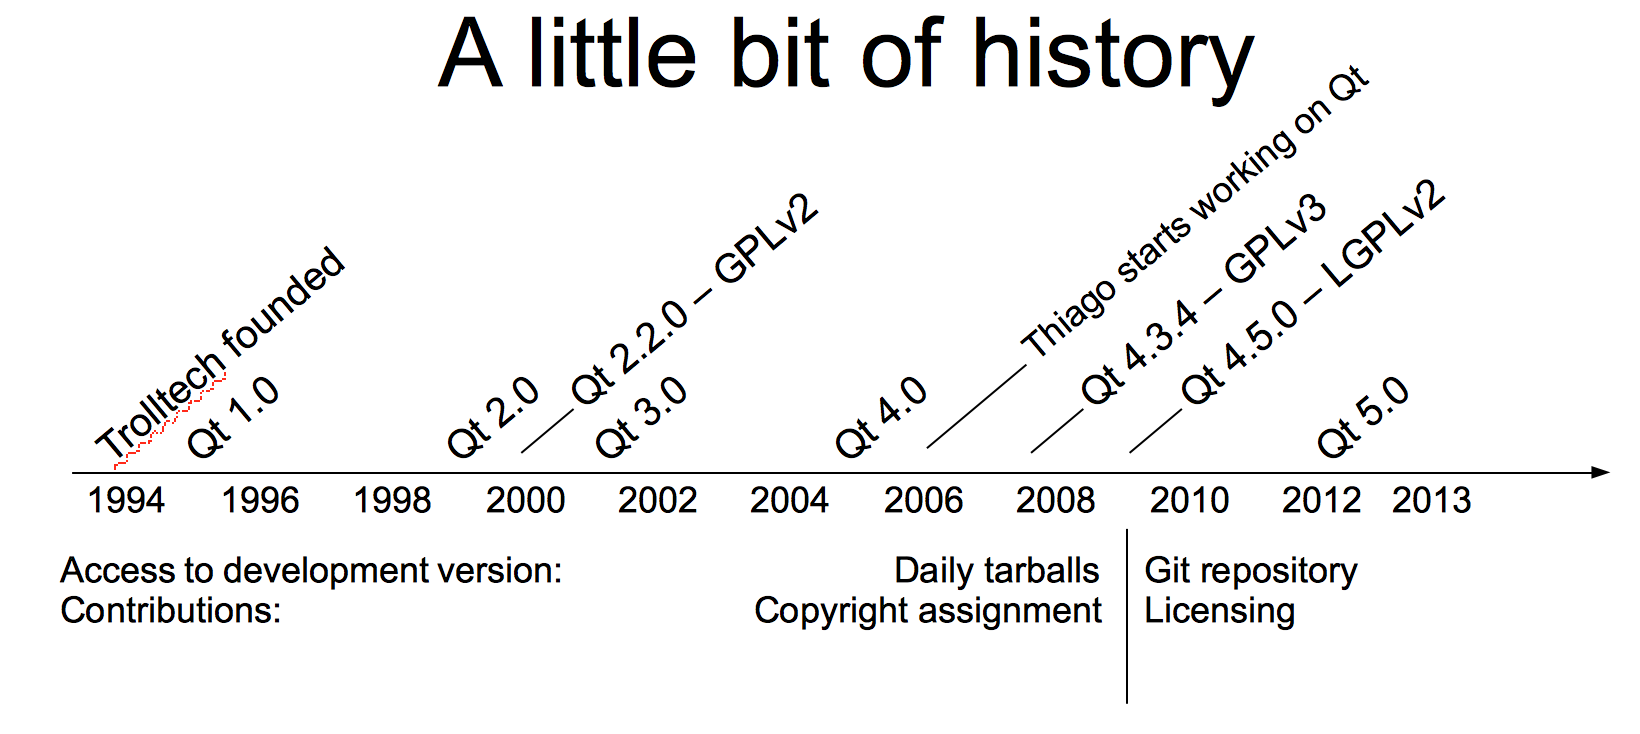 A little bit of history
Trolltech founded
Qt 1.0
Qt 2.0
Qt 2.2.0 – GPLv2
Qt 3.0
Qt 4.0
Thiago starts working on Qt
Qt 4.3.4 – GPLv3
Qt 4.5.0 – LGPLv2
Qt 5.0
1994 1996 1998 2000 2002 2004 2006 2008 2010 2012 2013
Access to development version: Daily tarballs Git repository
Contributions: Copyright assignment Licensing